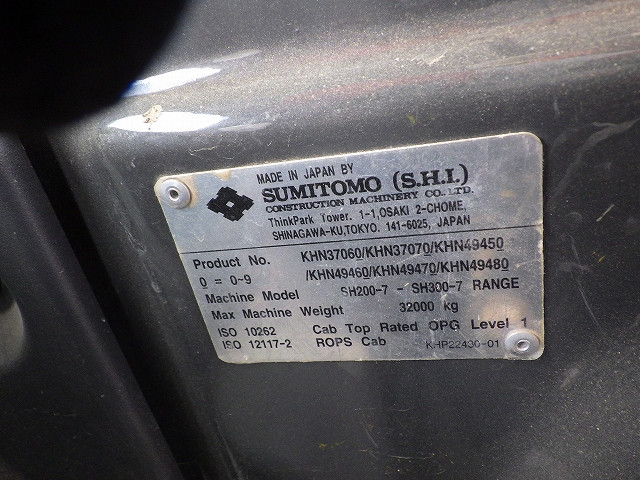 MADE IN JAPAN BY
SUMITOMO (S.H.I.)
CONSTRUCTION MACHINERY CO., LTD.
ThinkPark Tower. 1-1,OSAKI 2-CHOME,
SHINAGAWA-KU,TOKYO. 141-6025, JAPAN
Product No. KHN37060/KHN37070/KHN49450
0 = 0~9 /KHN49460/KHN49470/KHN49480
Machine Model SH200-7 - SH300-7 RANGE
Max Machine Weight 32000 kg
ISO 10262 Cab Top Rated OPG Level 1
ISO 12117-2 ROPS Cab KHP22430-01